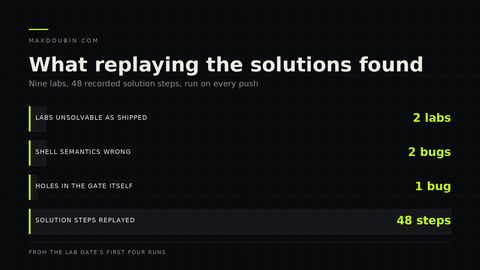 MAXDOUBIN.COM
What replaying the solutions found
Nine labs, 48 recorded solution steps, run on every push
LABS UNSOLVABLE AS SHIPPED 2 labs
SHELL SEMANTICS WRONG 2 bugs
HOLES IN THE GATE ITSELF 1 bug
SOLUTION STEPS REPLAYED 48 steps
FROM THE LAB GATE'S FIRST FOUR RUNS